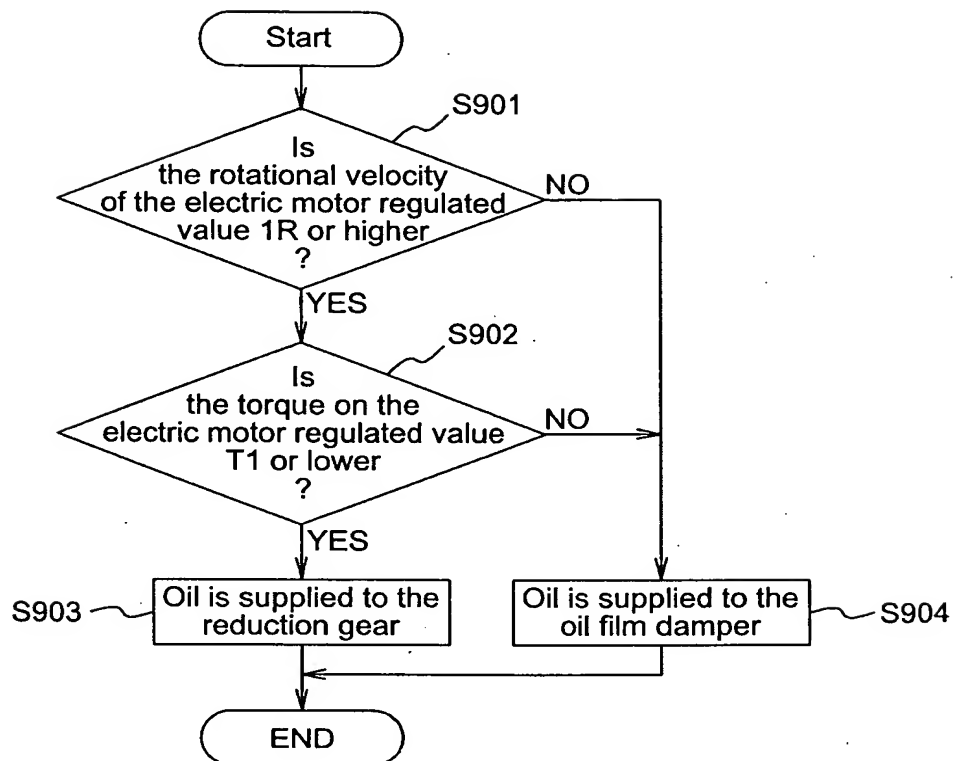 Start
S901
Is
the rotational velocity
of the electric motor regulated
value 1R or higher
?
NO
YES
S902
Is
the torque on the
electric motor regulated value
T1 or lower
?
NO
YES
S903
Oil is supplied to the
reduction gear
Oil is supplied to the
oil film damper
S904
END